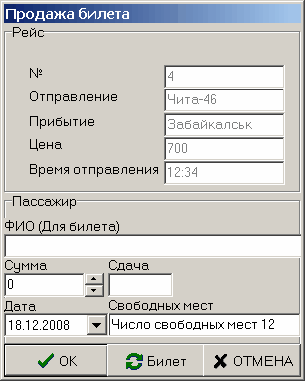 Продажа билета
Рейс
№ 4
Отправление Чита-46
Прибытие Забайкальск
Цена 700
Время отправления 12:34
Пассажир
ФИО (Для билета)
Сумма Сдача
0
Дата Свободных мест
18.12.2008 Число свободных мест 12
OK Билет ОТМЕНА